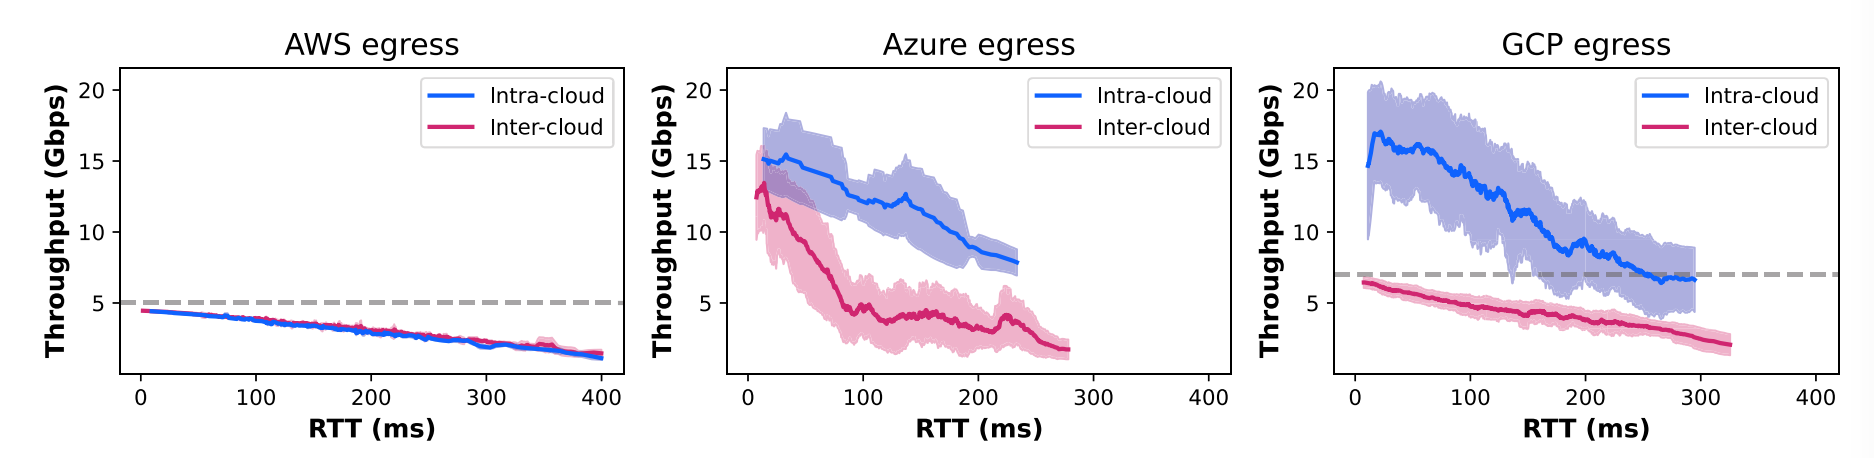 AWS egress
Throughput (Gbps)
20
15
10
5
Intra-cloud
Inter-cloud
0 100 200 300 400
RTT (ms)
Azure egress
Throughput (Gbps)
20
15
10
5
Intra-cloud
Inter-cloud
0 100 200 300 400
RTT (ms)
GCP egress
Throughput (Gbps)
20
15
10
5
Intra-cloud
Inter-cloud
0 100 200 300 400
RTT (ms)